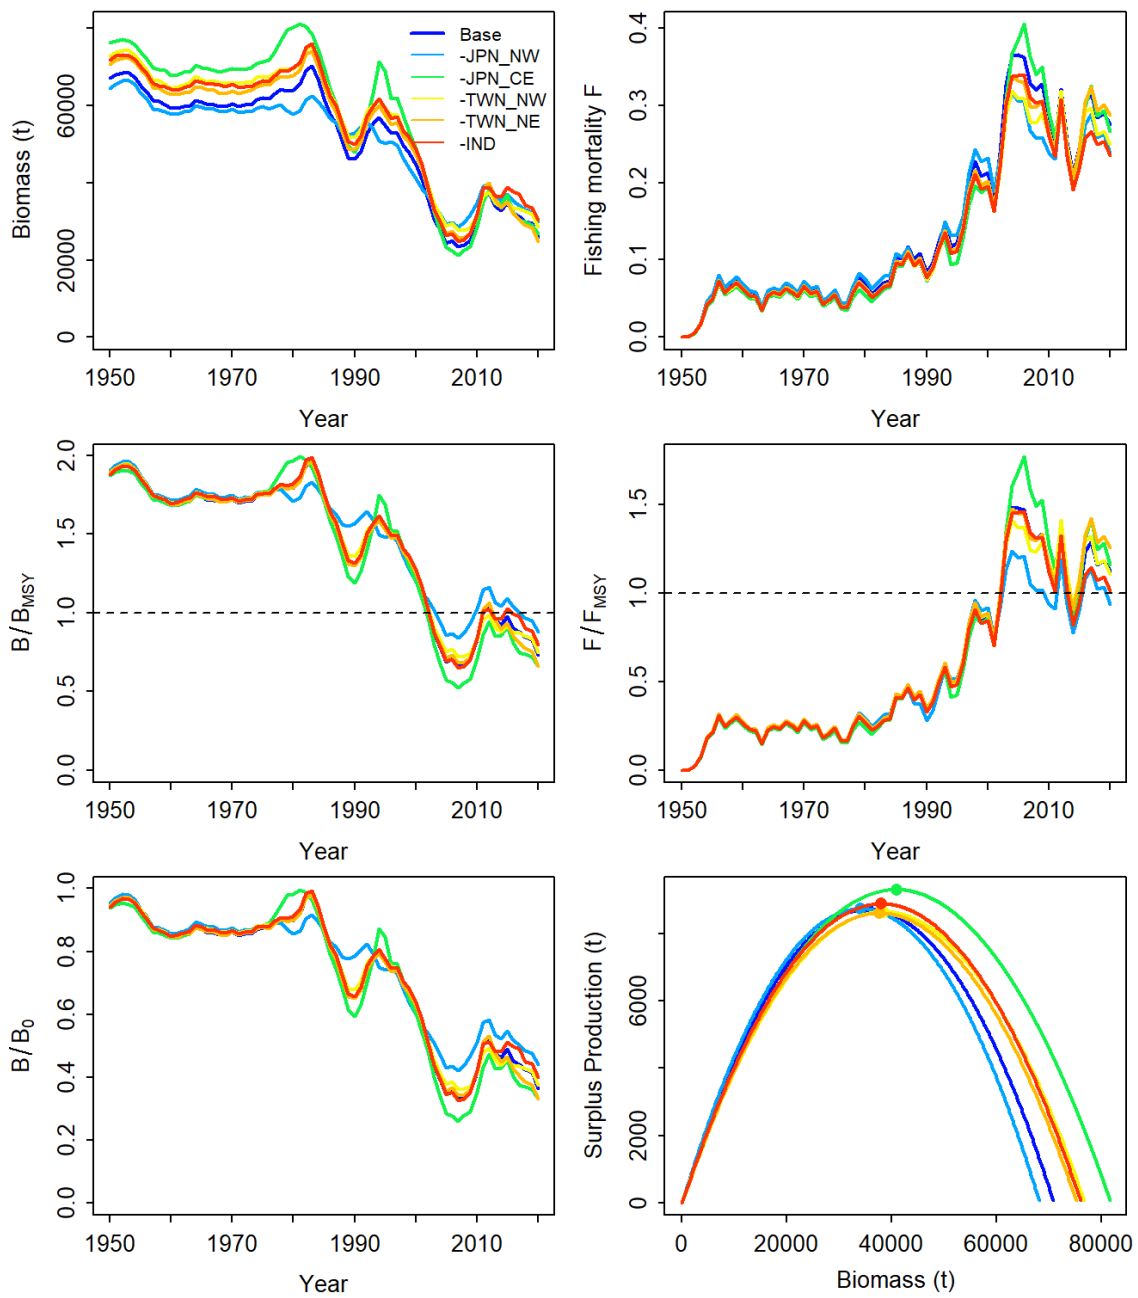 Biomass (t)
0
20000
60000
1950
1970
1990
2010
Year
Base
-JPN_NW
-JPN_CE
-TWN_NW
-TWN_NE
-IND
Fishing mortality F
0.0
0.1
0.2
0.3
0.4
1950
1970
1990
2010
Year
B/BMSY
0.0
0.5
1.0
1.5
2.0
1950
1970
1990
2010
Year
F/FMSY
0.0
0.5
1.0
1.5
1950
1970
1990
2010
Year
B/B0
0.0
0.2
0.4
0.6
0.8
1.0
1950
1970
1990
2010
Year
Surplus Production (t)
0
2000
6000
0
20000
40000
60000
80000
Biomass (t)